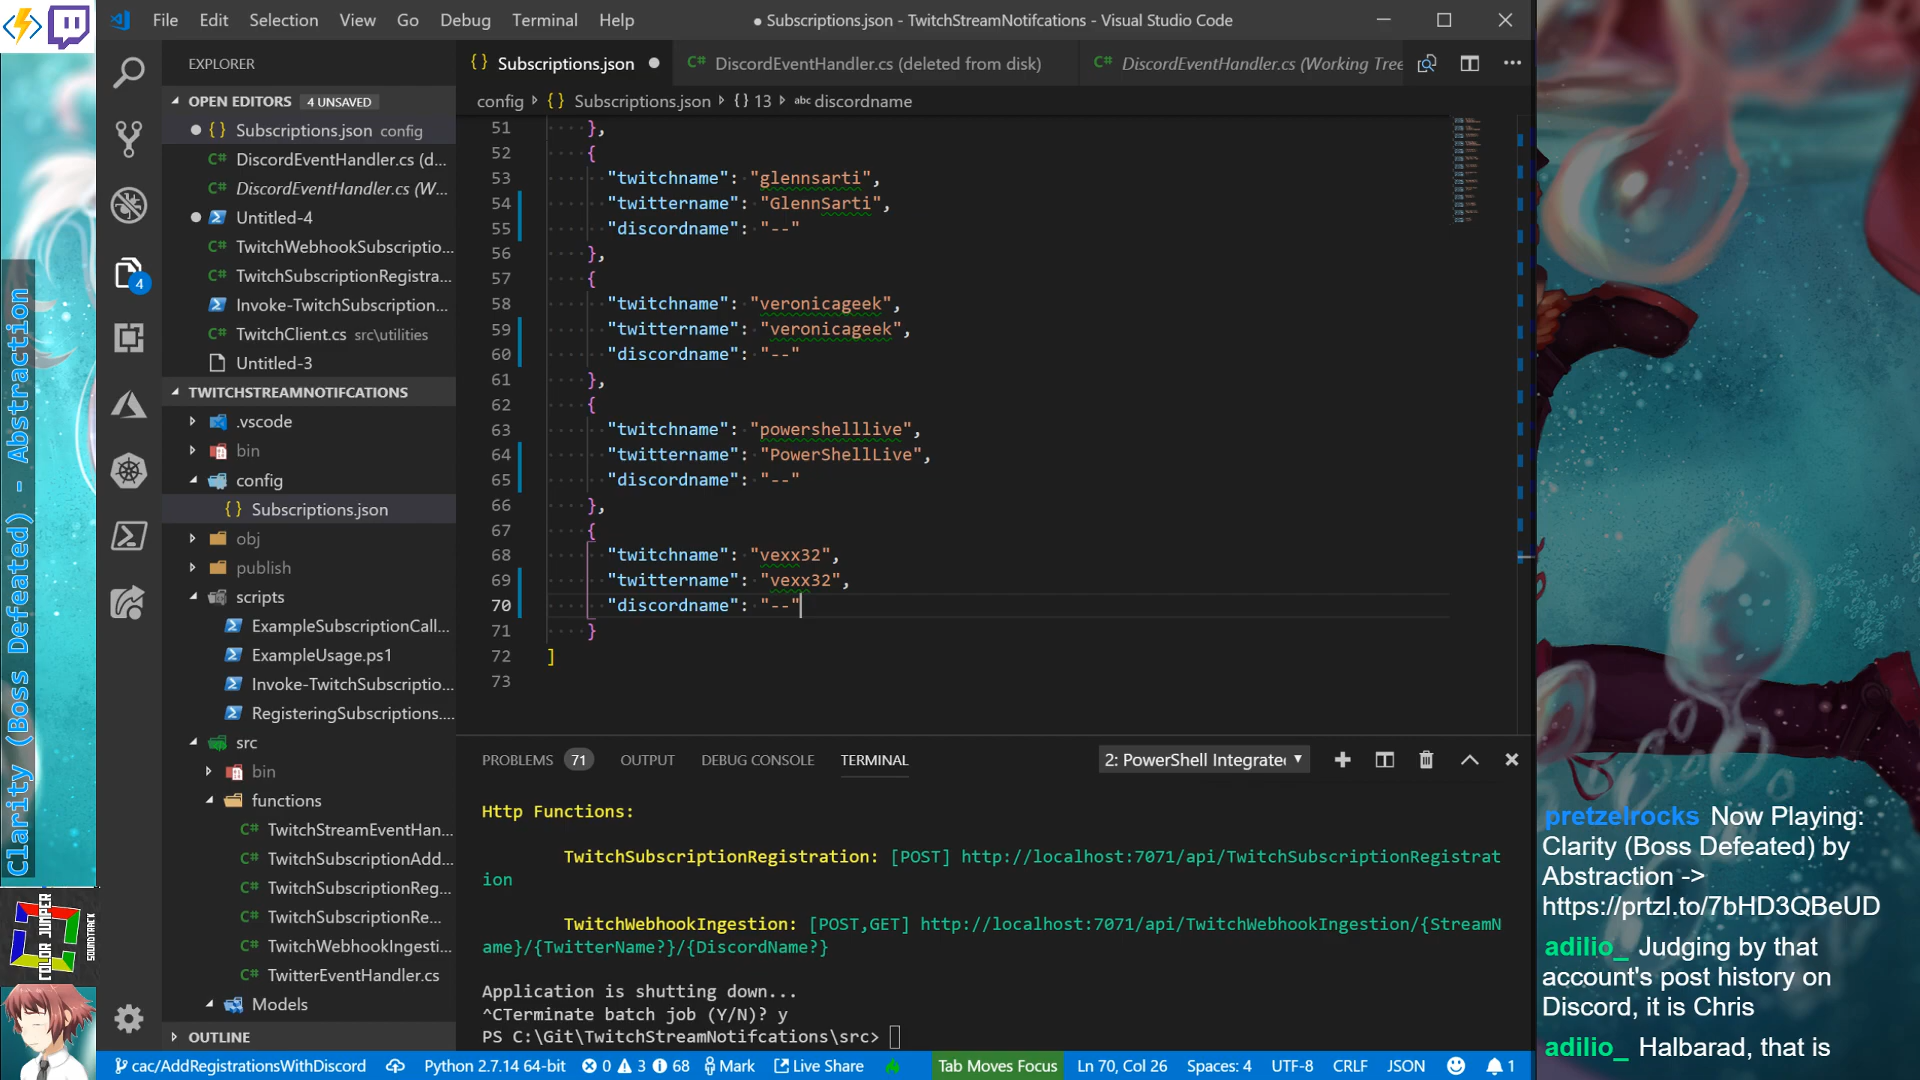 File Edit Selection View Go Debug Terminal Help
● Subscriptions.json - TwitchStreamNotifcations - Visual Studio Code
EXPLORER
OPEN EDITORS 4 UNSAVED
Subscriptions.json config
C# DiscordEventHandler.cs (d...
C# DiscordEventHandler.cs (W...
Untitled-4
C# TwitchWebhookSubscriptio...
C# TwitchSubscriptionRegistra...
Invoke-TwitchSubscription...
C# TwitchClient.cs src\utilities
Untitled-3
4
TWITCHSTREAMNOTIFCATIONS
.vscode
bin
config
{} Subscriptions.json
obj
publish
scripts
ExampleSubscriptionCall...
ExampleUsage.ps1
Invoke-TwitchSubscriptio...
RegisteringSubscriptions....
src
bin
functions
C# TwitchStreamEventHan...
C# TwitchSubscriptionAdd...
C# TwitchSubscriptionReg...
C# TwitchSubscriptionRe...
C# TwitchWebhookIngesti...
C# TwitterEventHandler.cs
Models
OUTLINE
{} Subscriptions.json ●
C# DiscordEventHandler.cs (deleted from disk)
C# DiscordEventHandler.cs (Working Tree
config > {} Subscriptions.json > {} 13 > abc discordname
51 },
52 {
53 "twitchname": "glennsarti",
54 "twittername": "GlennSarti",
55 "discordname": "--"
56 },
57 {
58 "twitchname": "veronicageek",
59 "twittername": "veronicageek",
60 "discordname": "--"
61 },
62 {
63 "twitchname": "powershelllive",
64 "twittername": "PowerShellLive",
65 "discordname": "--"
66 },
67 {
68 "twitchname": "vexx32",
69 "twittername": "vexx32",
70 "discordname": "--"
71 }
72 ]
73
PROBLEMS 71 OUTPUT DEBUG CONSOLE TERMINAL 2: PowerShell Integrate
Http Functions:
TwitchSubscriptionRegistration: [POST] http://localhost:7071/api/TwitchSubscriptionRegistrat
ion
TwitchWebhookIngestion: [POST,GET] http://localhost:7071/api/TwitchWebhookIngestion/{StreamN
ame}/{TwitterName?}/{DiscordName?}
Application is shutting down...
^CTerminate batch job (Y/N)? y
PS C:\Git\TwitchStreamNotifcations\src>
cac/AddRegistrationsWithDiscord Python 2.7.14 64-bit 0 3 68 Mark Live Share Tab Moves Focus Ln 70, Col 26 Spaces: 4 UTF-8 CRLF JSON 1
Clarity (Boss Defeated) - Abstraction
COLOR JUMPER
SOUNDTRACK
pretzelrocks Now Playing:
Clarity (Boss Defeated) by
Abstraction ->
https://prtzl.to/7bHD3QBeUD
adilio_ Judging by that
account's post history on
Discord, it is Chris
adilio_ Halbarad, that is